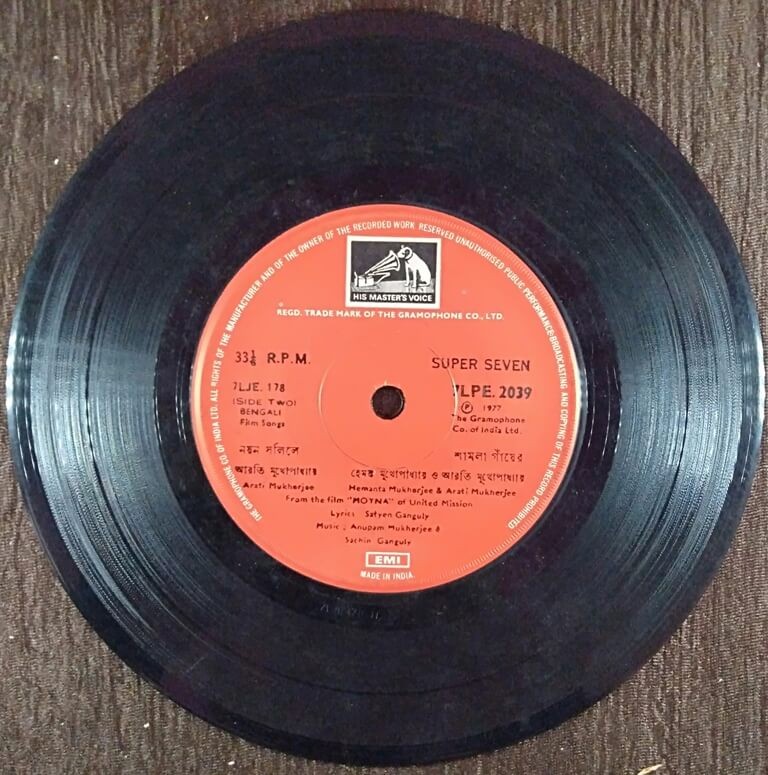 THE GRAMOPHONE CO. OF INDIA LTD. ALL RIGHTS OF THE MANUFACTURER AND OF THE OWNER OF THE RECORDED WORK RESERVED UNAUTHORISED PUBLIC PERFORMANCE·BROADCASTING AND COPYING OF THIS RECORD PROHIBITED
HIS MASTER'S VOICE
REGD. TRADE MARK OF THE GRAMOPHONE CO., LTD.
33⅓ R.P.M.
SUPER SEVEN
7LJE. 178
7LPE. 2039
(SIDE TWO)
BENGALI
Film Songs
Ⓟ 1977
The Gramophone
Co. of India Ltd.
নয়ন সলিলে
শ্যামলা গাঁয়ের
আরতি মুখোপাধ্যায়
হেমন্ত মুখোপাধ্যায় ও আরতি মুখোপাধ্যায়
Arati Mukherjee
Hemanta Mukherjee & Arati Mukherjee
From the film "MOYNA" of United Mission
Lyrics: Satyen Ganguly
Music: Anupam Mukherjee &
Sachin Ganguly
EMI
MADE IN INDIA.